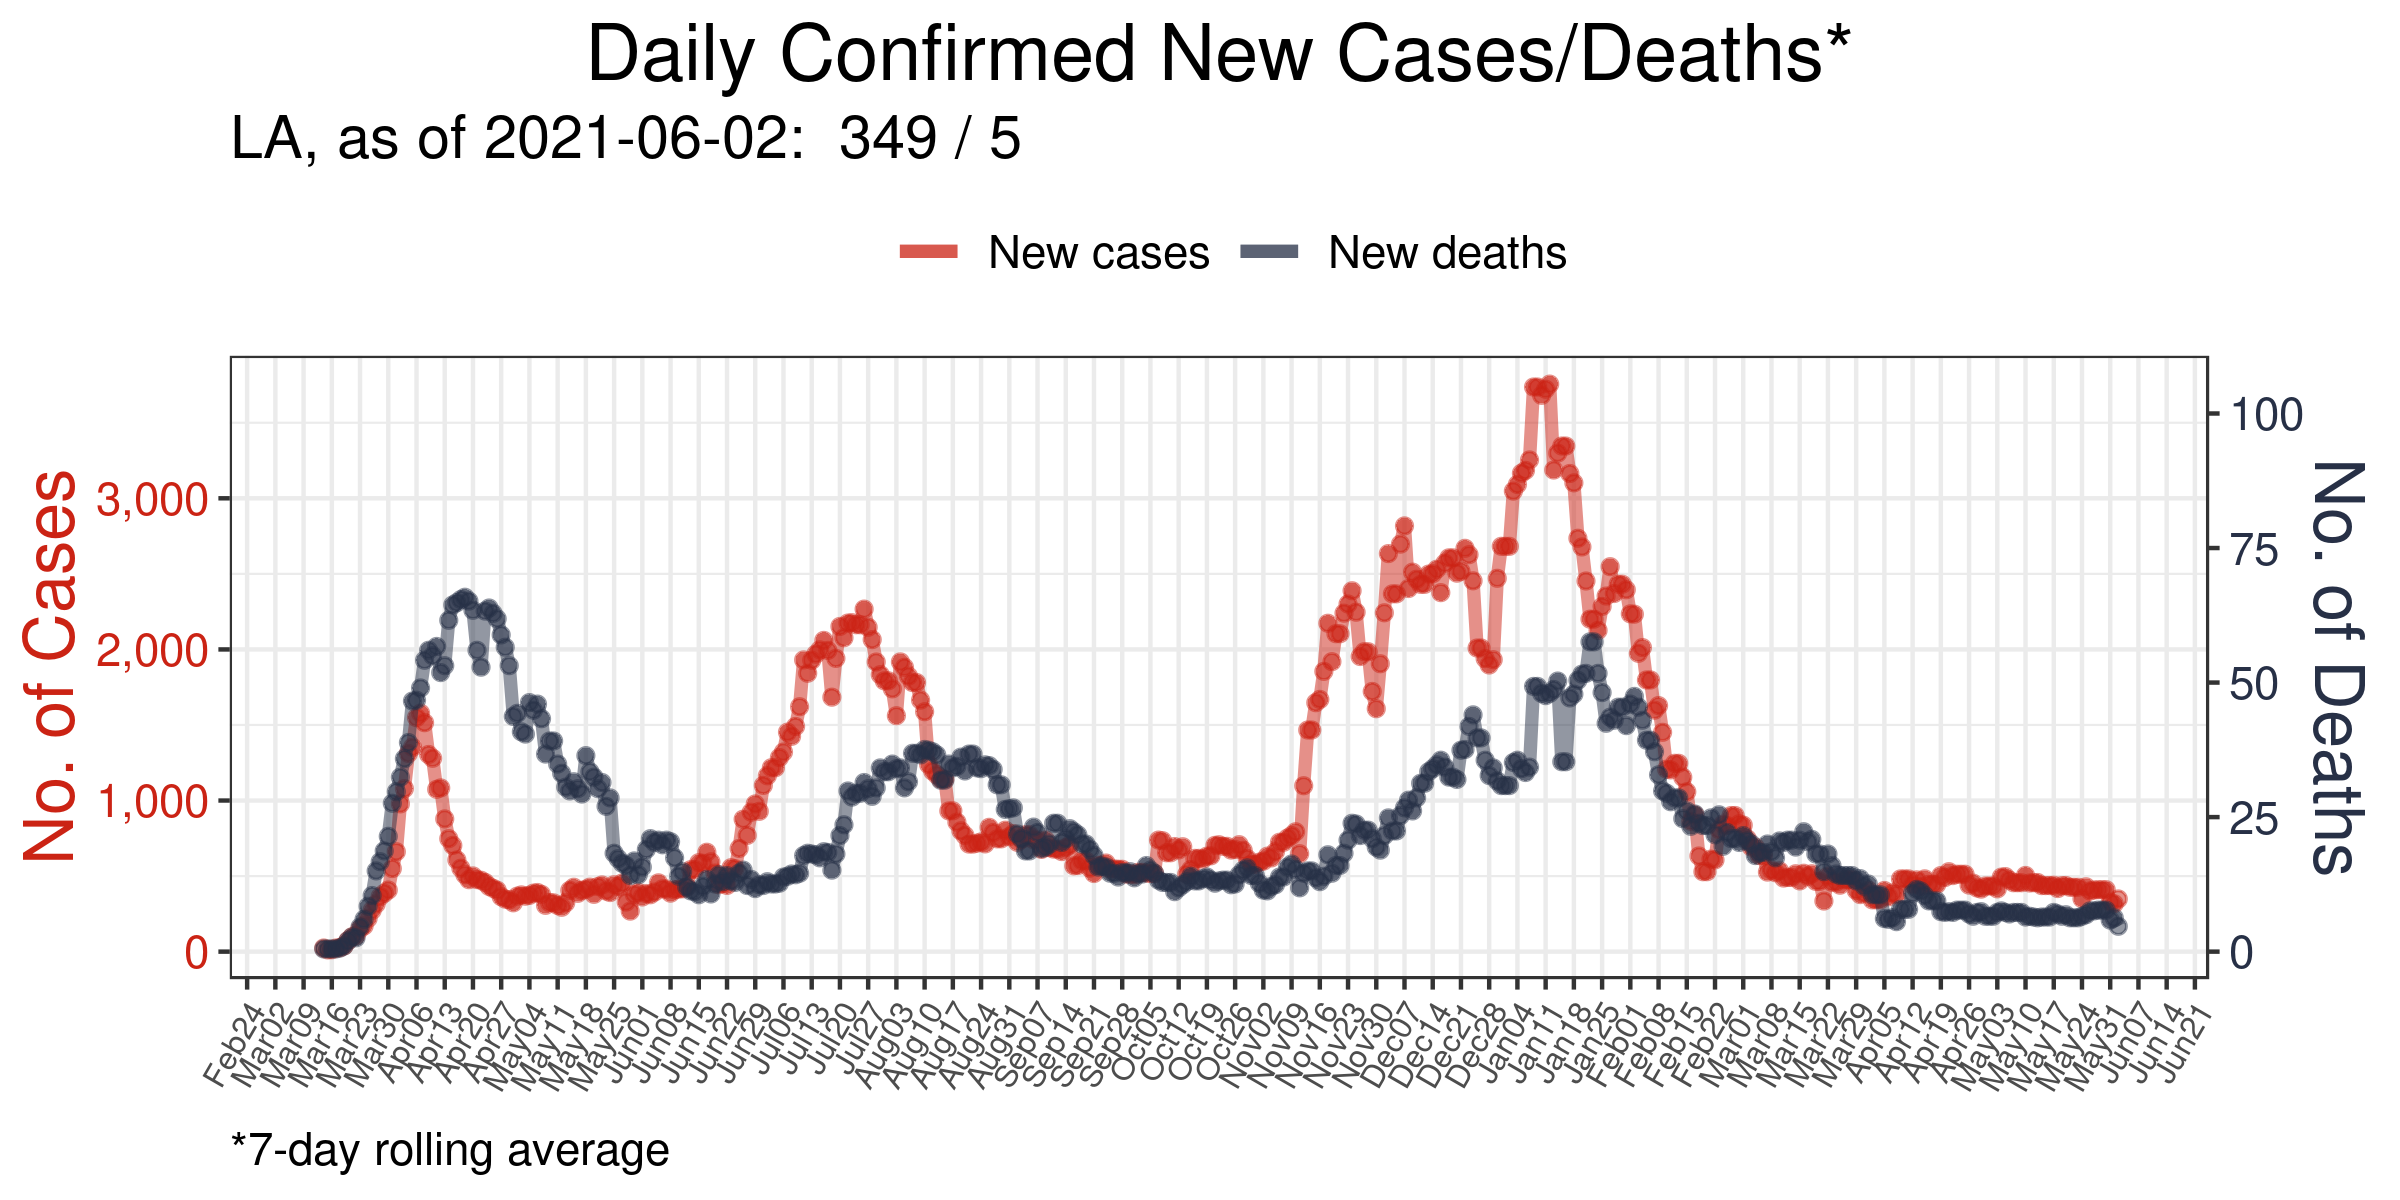 Daily Confirmed New Cases/Deaths*
LA, as of 2021-06-02:  349 / 5
New cases
New deaths
No. of Cases
3,000
2,000
1,000
0
100
75
50
25
0
No. of Deaths
Feb24
Mar02
Mar09
Mar16
Mar23
Mar30
Apr06
Apr13
Apr20
Apr27
May04
May11
May18
May25
Jun01
Jun08
Jun15
Jun22
Jun29
Jul06
Jul13
Jul20
Jul27
Aug03
Aug10
Aug17
Aug24
Aug31
Sep07
Sep14
Sep21
Sep28
Oct05
Oct12
Oct19
Oct26
Nov02
Nov09
Nov16
Nov23
Nov30
Dec07
Dec14
Dec21
Dec28
Jan04
Jan11
Jan18
Jan25
Feb01
Feb08
Feb15
Feb22
Mar01
Mar08
Mar15
Mar22
Mar29
Apr05
Apr12
Apr19
Apr26
May03
May10
May17
May24
May31
Jun07
Jun14
Jun21
*7-day rolling average